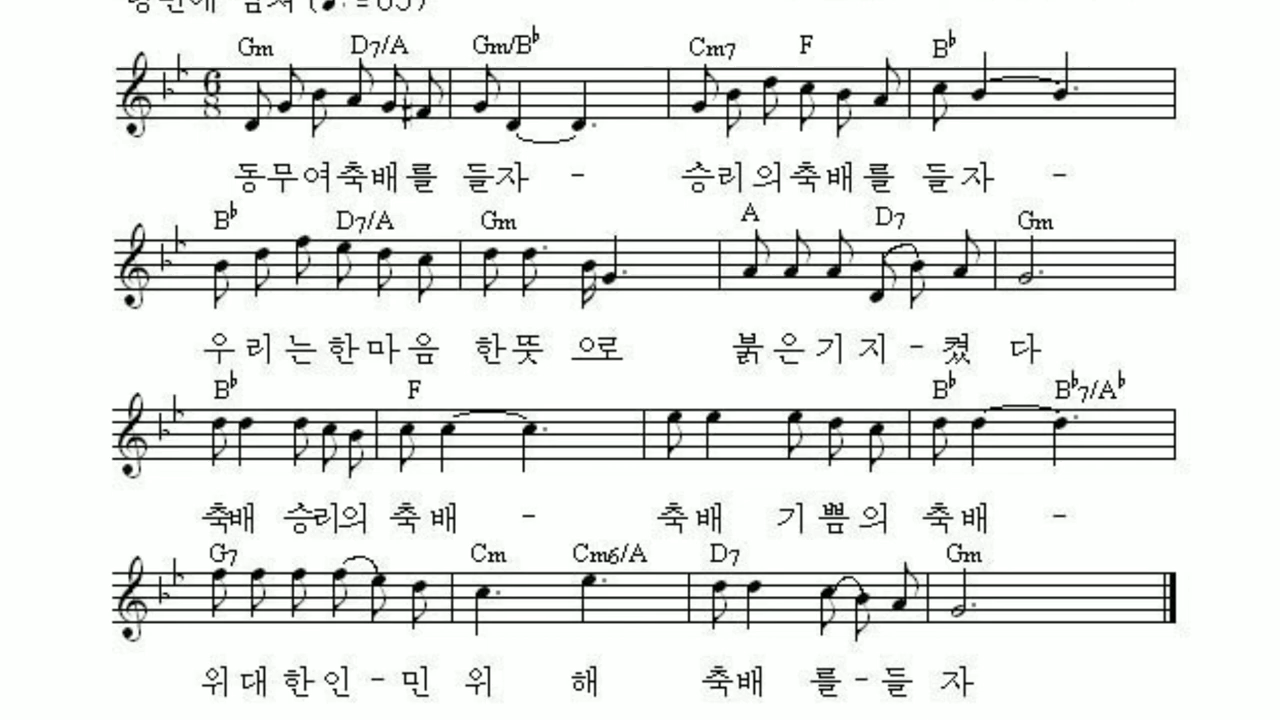 Gm D7/A Gm/B♭ Cm7 F B♭
동무여축배를 들자 - 승리의축배를 들자 -
B♭ D7/A Gm A D7 Gm
우리는한마음 한뜻으로 붉은기지-켰다
B♭ F B♭ B♭7/A♭
축배 승리의 축배 - 축배 기쁨의 축배 -
G7 Cm Cm6/A D7 Gm
위대한인-민위해 축배를-들자